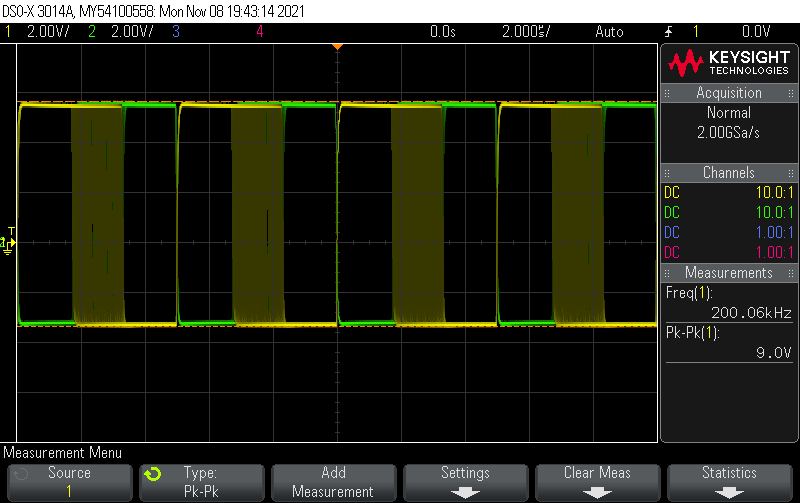 DSO-X 3014A, MY54100558: Mon Nov 08 19:43:14 2021
1 2.00V/ 2 2.00V/ 3 4 0.0s 2.000µs/ Auto 1 0.0V
KEYSIGHT
TECHNOLOGIES
Acquisition
Normal
2.00GSa/s
Channels
DC 10.0:1
DC 10.0:1
DC 1.00:1
DC 1.00:1
Measurements
Freq(1):
200.06kHz
Pk-Pk(1):
9.0V
T
Measurement Menu
Source
1
Type:
Pk-Pk
Add
Measurement
Settings
Clear Meas
Statistics